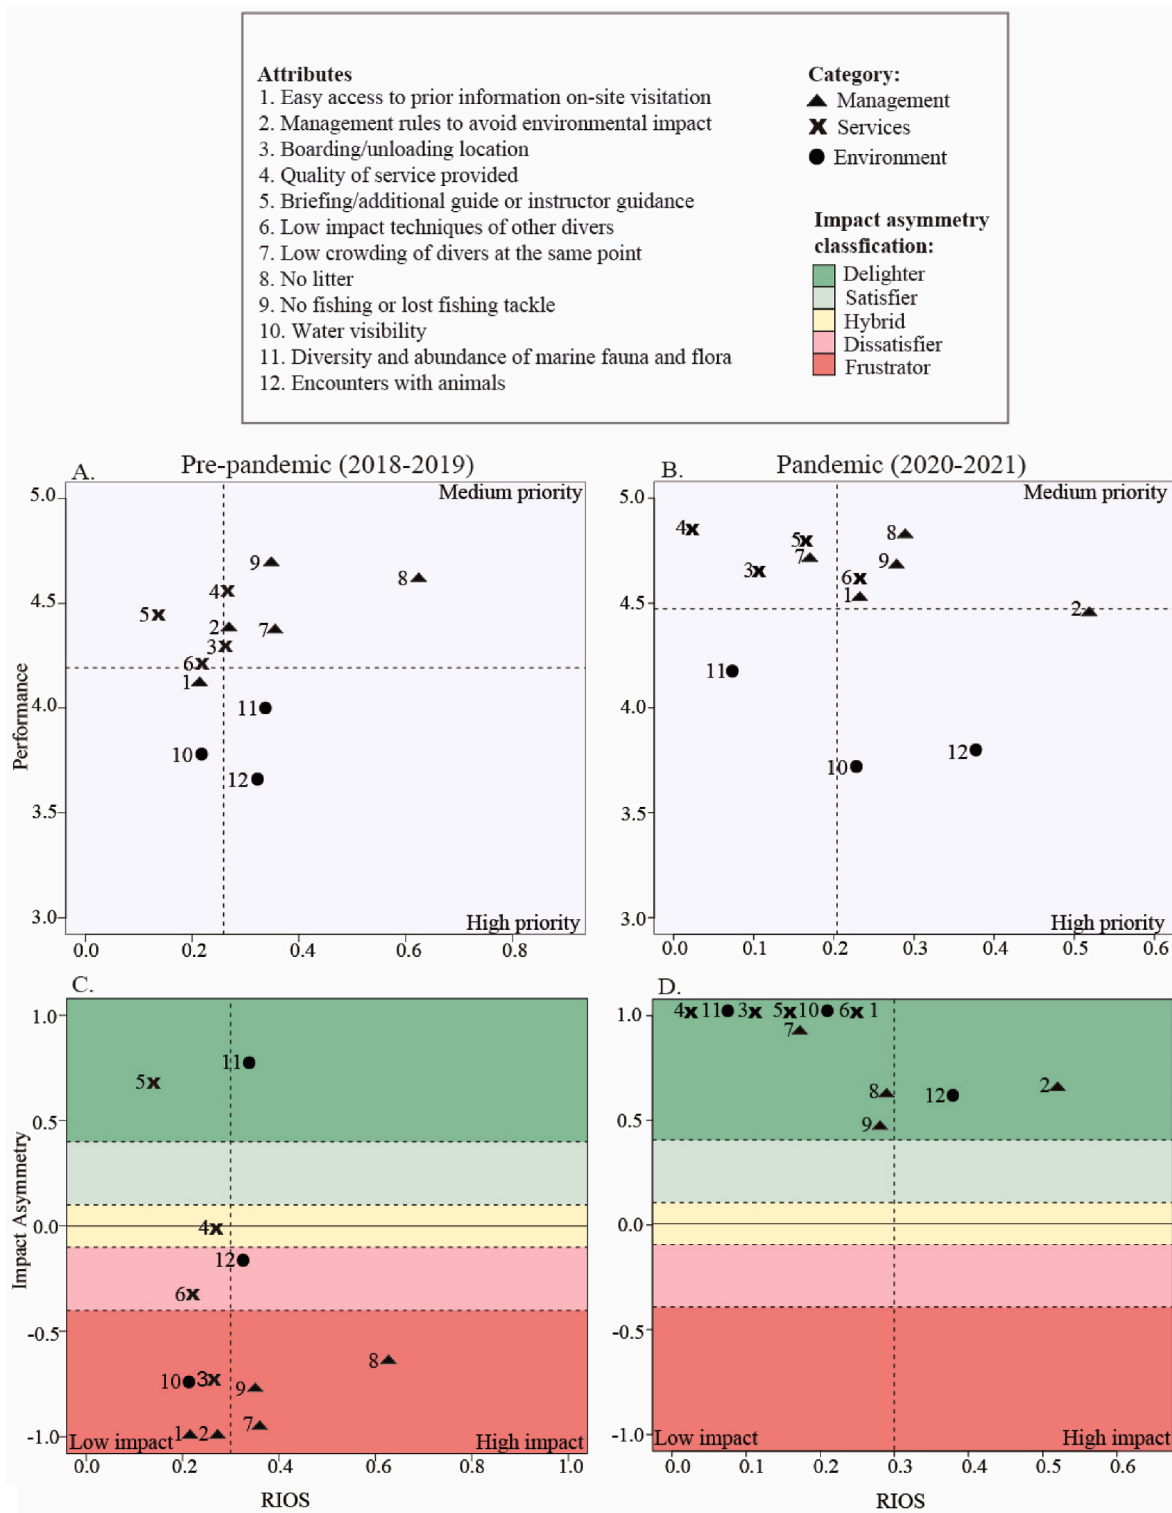 Attributes
1. Easy access to prior information on-site visitation
2. Management rules to avoid environmental impact
3. Boarding/unloading location
4. Quality of service provided
5. Briefing/additional guide or instructor guidance
6. Low impact techniques of other divers
7. Low crowding of divers at the same point
8. No litter
9. No fishing or lost fishing tackle
10. Water visibility
11. Diversity and abundance of marine fauna and flora
12. Encounters with animals
Category:
Management
Services
Environment
Impact asymmetry
classfication:
Delighter
Satisfier
Hybrid
Dissatisfier
Frustrator
A. Pre-pandemic (2018-2019)
Medium priority
5.0
4.5
4.0
3.5
3.0
Performance
9
8
4
5
2
7
3
6
1
11
10
12
High priority
0.0 0.2 0.4 0.6 0.8
B. Pandemic (2020-2021)
Medium priority
5.0
4.5
4.0
3.5
3.0
4
5
8
7
9
3
6
1
2
11
12
10
High priority
0.0 0.1 0.2 0.3 0.4 0.5 0.6
C.
1.0
0.5
0.0
-0.5
-1.0
Impact Asymmetry
11
5
4
12
6
8
10
3
9
7
1
2
Low impact High impact
0.0 0.2 0.4 0.6 0.8 1.0
RIOS
D.
1.0
0.5
0.0
-0.5
-1.0
4 11 3 5 10 6 1
7
8
12
2
9
Low impact High impact
0.0 0.1 0.2 0.3 0.4 0.5 0.6
RIOS